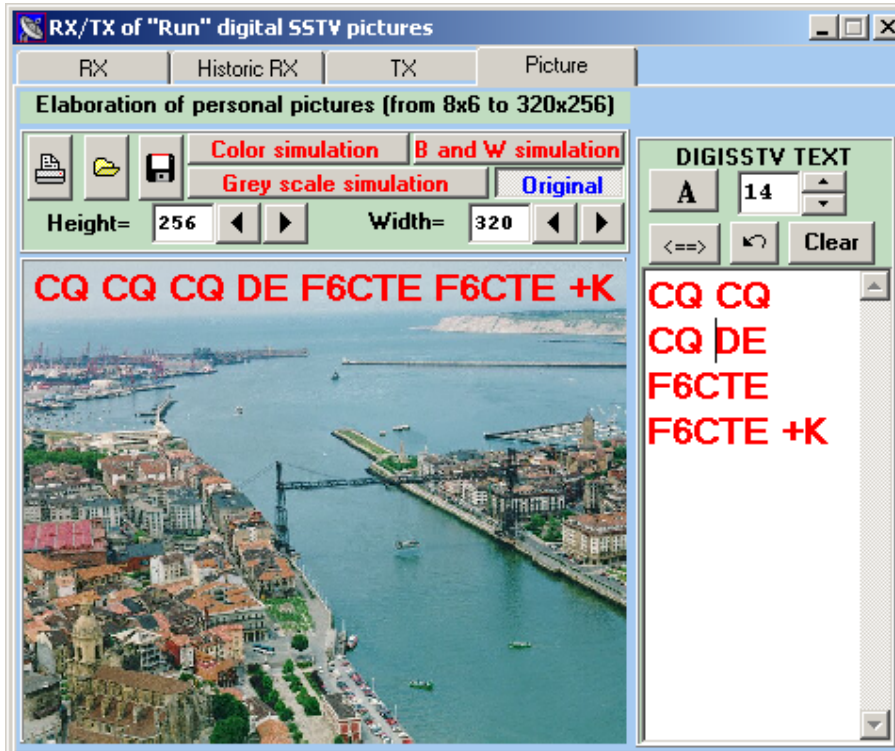 RX/TX of "Run" digital SSTV pictures
RX Historic RX TX Picture
Elaboration of personal pictures (from 8x6 to 320x256)
Color simulation B and W simulation
Grey scale simulation Original
Height= 256 Width= 320
DIGISSTV TEXT
A 14
<==> Clear
CQ CQ CQ DE F6CTE F6CTE +K
CQ CQ
CQ DE
F6CTE
F6CTE +K